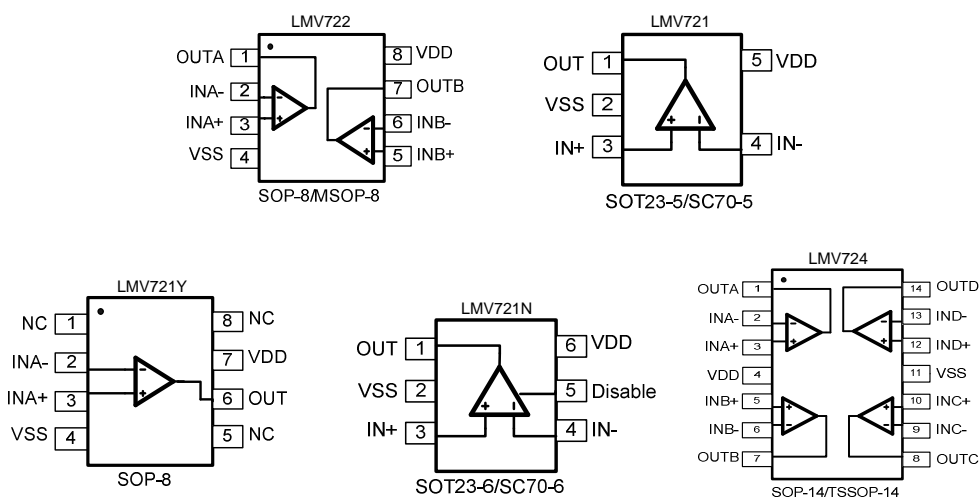 LMV722
OUTA 1 8 VDD
INA- 2 7 OUTB
INA+ 3 6 INB-
VSS 4 5 INB+
- + - +
SOP-8/MSOP-8
LMV721
OUT 1 5 VDD
VSS 2
IN+ 3 4 IN-
+ -
SOT23-5/SC70-5
LMV721Y
NC 1 8 NC
INA- 2 7 VDD
INA+ 3 6 OUT
VSS 4 5 NC
- +
SOP-8
LMV721N
OUT 1 6 VDD
VSS 2 5 Disable
IN+ 3 4 IN-
+ -
SOT23-6/SC70-6
LMV724
OUTA 1 14 OUTD
INA- 2 13 IND-
INA+ 3 12 IND+
VDD 4 11 VSS
INB+ 5 10 INC+
INB- 6 9 INC-
OUTB 7 8 OUTC
- + - +
+ - + -
SOP-14/TSSOP-14